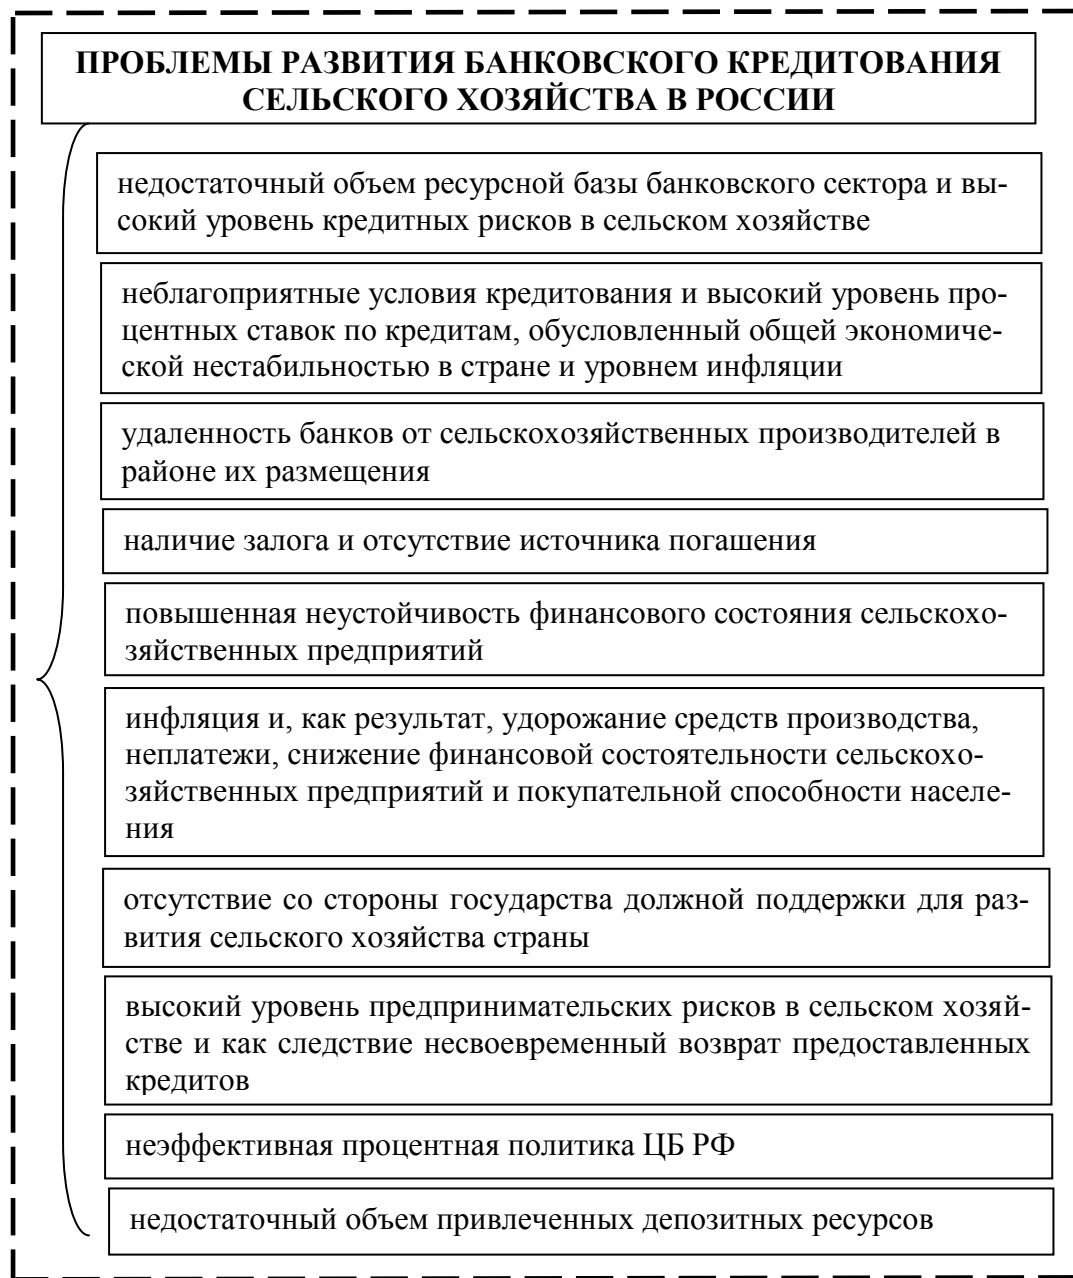 ПРОБЛЕМЫ РАЗВИТИЯ БАНКОВСКОГО КРЕДИТОВАНИЯ
СЕЛЬСКОГО ХОЗЯЙСТВА В РОССИИ
недостаточный объем ресурсной базы банковского сектора и вы-
сокий уровень кредитных рисков в сельском хозяйстве
неблагоприятные условия кредитования и высокий уровень про-
центных ставок по кредитам, обусловленный общей экономиче-
ской нестабильностью в стране и уровнем инфляции
удаленность банков от сельскохозяйственных производителей в
районе их размещения
наличие залога и отсутствие источника погашения
повышенная неустойчивость финансового состояния сельскохо-
зяйственных предприятий
инфляция и, как результат, удорожание средств производства,
неплатежи, снижение финансовой состоятельности сельскохо-
зяйственных предприятий и покупательной способности населе-
ния
отсутствие со стороны государства должной поддержки для раз-
вития сельского хозяйства страны
высокий уровень предпринимательских рисков в сельском хозяй-
стве и как следствие несвоевременный возврат предоставленных
кредитов
неэффективная процентная политика ЦБ РФ
недостаточный объем привлеченных депозитных ресурсов